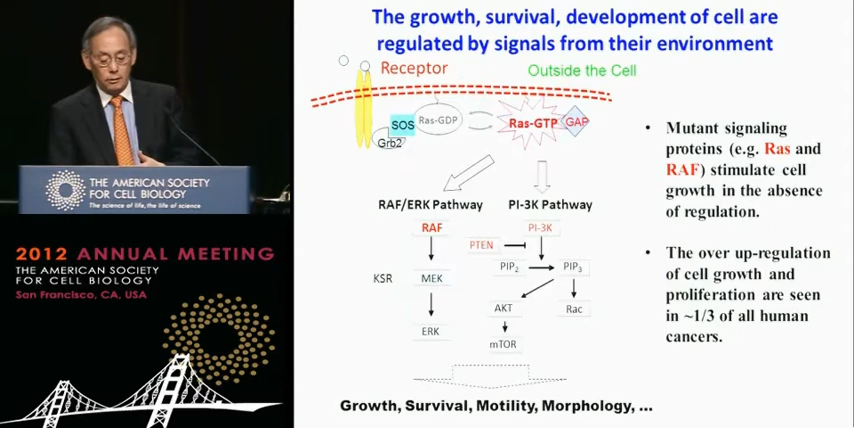 The growth, survival, development of cell are
regulated by signals from their environment
Receptor
Outside the Cell
SOS
Ras-GDP
Ras-GTP
GAP
Grb2
RAF/ERK Pathway
PI-3K Pathway
RAF
PI-3K
PTEN
PIP2
PIP3
KSR
MEK
AKT
Rac
ERK
mTOR
Growth, Survival, Motility, Morphology, ...
• Mutant signaling
proteins (e.g. Ras and
RAF) stimulate cell
growth in the absence
of regulation.
• The over up-regulation
of cell growth and
proliferation are seen
in ~1/3 of all human
cancers.
THE AMERICAN SOCIETY
FOR CELL BIOLOGY
The science of life, the life of science
2012 ANNUAL MEETING
THE AMERICAN SOCIETY
FOR CELL BIOLOGY
San Francisco, CA, USA